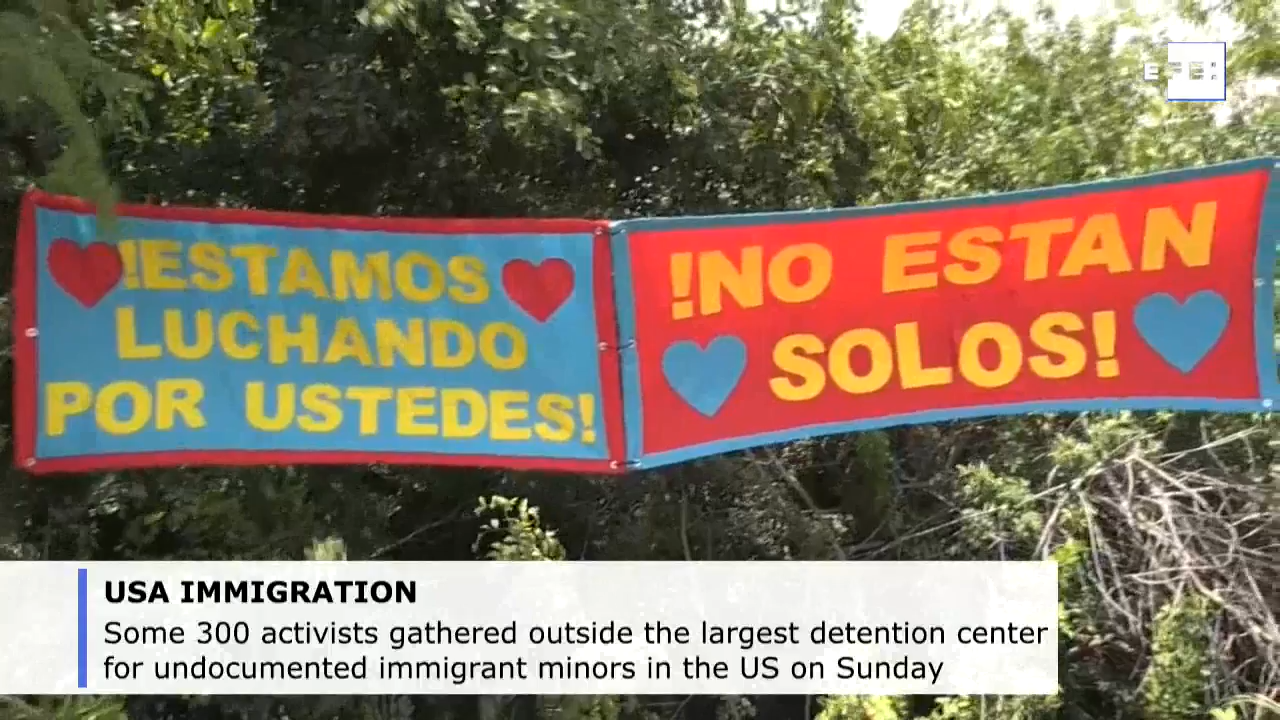 !ESTAMOS
LUCHANDO
POR USTEDES!
!NO ESTAN
SOLOS!
USA IMMIGRATION
Some 300 activists gathered outside the largest detention center
for undocumented immigrant minors in the US on Sunday